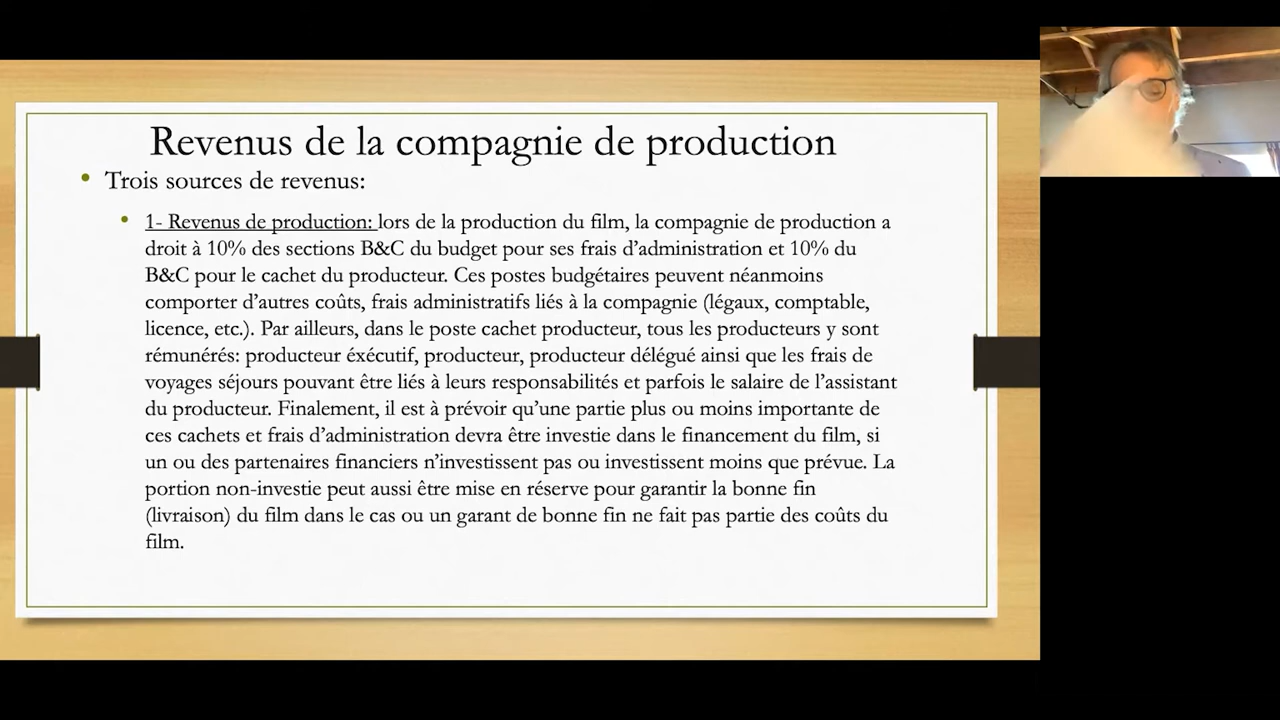 Revenus de la compagnie de production
• Trois sources de revenus:
• 1- Revenus de production: lors de la production du film, la compagnie de production a
droit à 10% des sections B&C du budget pour ses frais d’administration et 10% du
B&C pour le cachet du producteur. Ces postes budgétaires peuvent néanmoins
comporter d’autres coûts, frais administratifs liés à la compagnie (légaux, comptable,
licence, etc.). Par ailleurs, dans le poste cachet producteur, tous les producteurs y sont
rémunérés: producteur éxécutif, producteur, producteur délégué ainsi que les frais de
voyages séjours pouvant être liés à leurs responsabilités et parfois le salaire de l’assistant
du producteur. Finalement, il est à prévoir qu’une partie plus ou moins importante de
ces cachets et frais d’administration devra être investie dans le financement du film, si
un ou des partenaires financiers n’investissent pas ou investissent moins que prévue. La
portion non-investie peut aussi être mise en réserve pour garantir la bonne fin
(livraison) du film dans le cas ou un garant de bonne fin ne fait pas partie des coûts du
film.